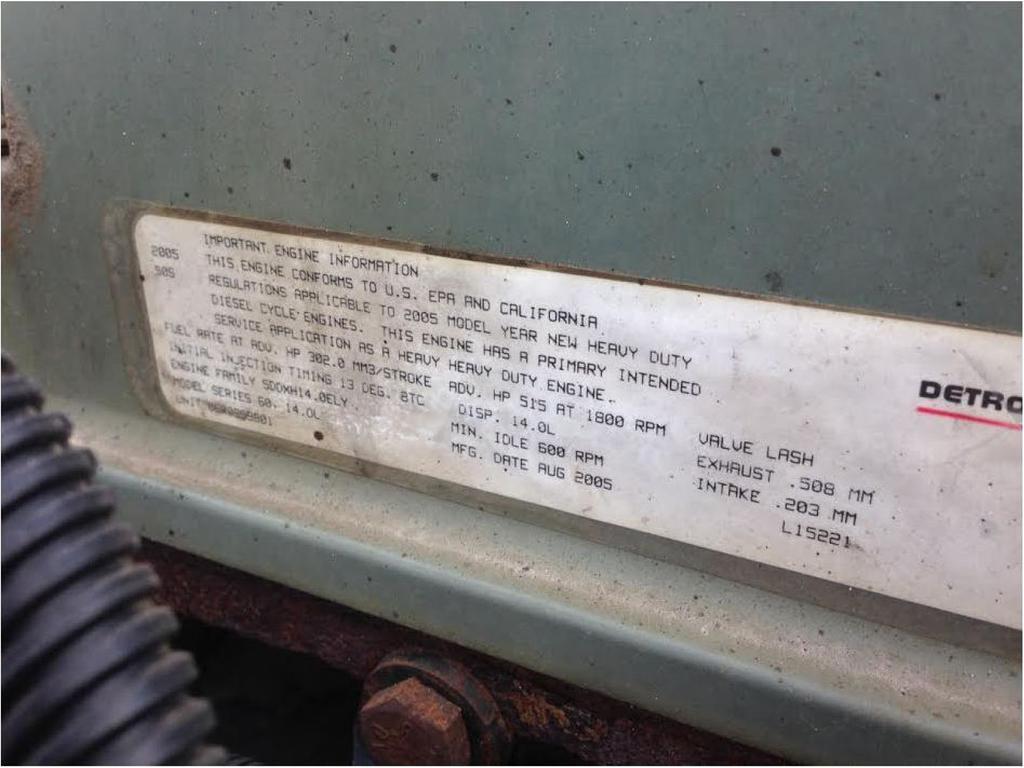 2005 IMPORTANT ENGINE INFORMATION
50S THIS ENGINE CONFORMS TO U.S. EPA AND CALIFORNIA
REGULATIONS APPLICABLE TO 2005 MODEL YEAR NEW HEAVY DUTY
DIESEL CYCLE ENGINES. THIS ENGINE HAS A PRIMARY INTENDED
SERVICE APPLICATION AS A HEAVY HEAVY DUTY ENGINE.
FUEL RATE AT ADV. HP 302.0 MM3/STROKE ADV. HP 515 AT 1800 RPM
INITIAL INJECTION TIMING 13 DEG. BTC DISP. 14.0L VALVE LASH
ENGINE FAMILY 5DDXH14.0ELY MIN. IDLE 600 RPM EXHAUST .508 MM
MODEL SERIES 60, 14.0L MFG. DATE AUG 2005 INTAKE .203 MM
UNIT L15221
DETRO